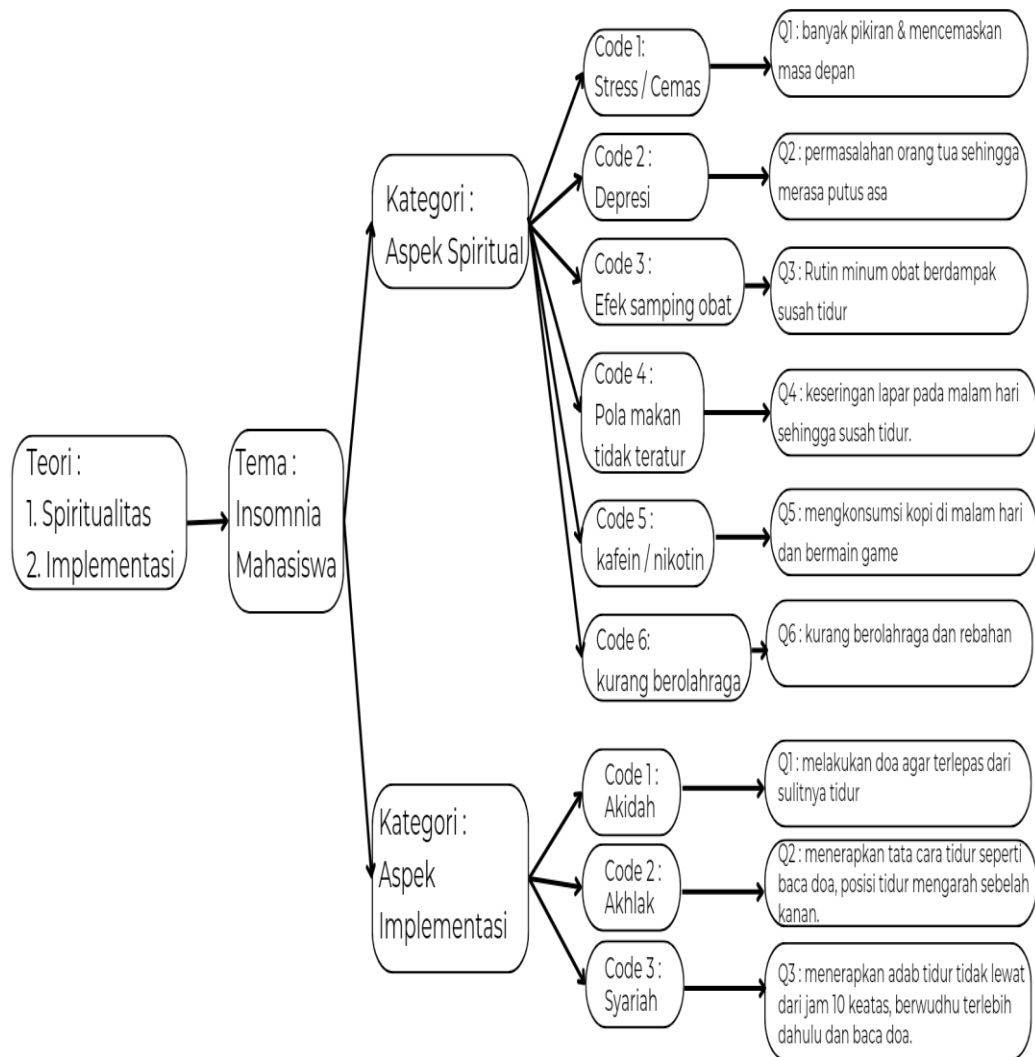 Teori :
1. Spiritualitas
2. Implementasi
Tema :
Insomnia
Mahasiswa
Kategori :
Aspek Spiritual
Code 1:
Stress / Cemas
Q1 : banyak pikiran & mencemaskan
masa depan
Code 2 :
Depresi
Q2 : permasalahan orang tua sehingga
merasa putus asa
Code 3 :
Efek samping obat
Q3 : Rutin minum obat berdampak
susah tidur
Code 4 :
Pola makan
tidak teratur
Q4 : keseringan lapar pada malam hari
sehingga susah tidur.
Code 5 :
kafein / nikotin
Q5 : mengkonsumsi kopi di malam hari
dan bermain game
Code 6:
kurang berolahraga
Q6 : kurang berolahraga dan rebahan
Kategori :
Aspek
Implementasi
Code 1 :
Akidah
Q1 : melakukan doa agar terlepas dari
sulitnya tidur
Code 2 :
Akhlak
Q2 : menerapkan tata cara tidur seperti
baca doa, posisi tidur mengarah sebelah
kanan.
Code 3 :
Syariah
Q3 : menerapkan adab tidur tidak lewat
dari jam 10 keatas, berwudhu terlebih
dahulu dan baca doa.